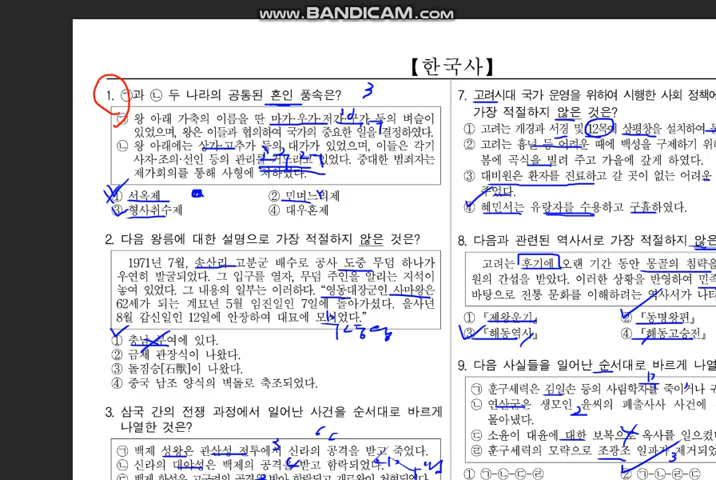 www.BANDICAM.com
【한국사】
1. ㉠과 ㉡ 두 나라의 공통된 혼인 풍속은? 3
㉠ 왕 아래 가축의 이름을 딴 마가·우가·저가·구가 등의 벼슬이
있었으며, 왕은 이들과 협의하여 국가의 중요한 일을 결정하였다.
㉡ 왕 아래에는 상가·고추가 등의 대가가 있었으며, 이들은 각기
사자·조의·선인 등의 관리를 거느리고 있었다. 중대한 범죄자는
제가회의를 통해 사형에 처하였다.
① 서옥제 ② 민며느리제
③ 형사취수제 ④ 대우혼제
2. 다음 왕릉에 대한 설명으로 가장 적절하지 않은 것은?
1971년 7월, 송산리 고분군 배수로 공사 도중 무덤 하나가
우연히 발굴되었다. 그 입구를 열자, 무덤 주인을 알리는 지석이
놓여 있었다. 그 내용의 일부는 이러하다. “영동대장군인 사마왕은
62세가 되는 계묘년 5월 임진일인 7일에 돌아가셨다. 을사년
8월 갑신일인 12일에 안장하여 대묘에 모셨었다.”
① 충남 부여에 있다.
② 금제 관장식이 나왔다.
③ 돌짐승[石獸]이 나왔다.
④ 중국 남조 양식의 벽돌로 축조되었다.
3. 삼국 간의 전쟁 과정에서 일어난 사건을 순서대로 바르게
나열한 것은?
㉠ 백제 성왕은 관산성 전투에서 신라의 공격을 받고 죽었다.
㉡ 신라의 대야성은 백제의 공격을 받고 함락되었다.
7. 고려시대 국가 운영을 위하여 시행한 사회 정책에
가장 적절하지 않은 것은?
① 고려는 개경과 서경 및 12목에 상평창을 설치하여
② 고려는 흉년 등 어려운 때에 백성을 구제하기 위
봄에 곡식을 빌려 주고 가을에 갚게 하였다.
③ 대비원은 환자를 진료하고 갈 곳이 없는 어려운
주었다.
④ 혜민서는 유랑자를 수용하고 구휼하였다.
8. 다음과 관련된 역사서로 가장 적절하지 않은
고려는 후기에 오랜 기간 동안 몽골의 침략을
원의 간섭을 받았다. 이러한 상황을 반영하여 민족
바탕으로 전통 문화를 이해하려는 역사서가 나타
① 『제왕운기』 ② 『동명왕편』
③ 『해동역사』 ④ 『해동고승전』
9. 다음 사실들을 일어난 순서대로 바르게 나열
㉠ 훈구세력은 김일손 등의 사림학자를 죽이거나 귀
㉡ 연산군은 생모인 윤씨의 폐출사사 사건에
몰아냈다.
㉢ 소윤이 대윤에 대한 보복으로 옥사를 일으켰다
㉣ 훈구세력의 모략으로 조광조 일파가 제거되었
① ㉠-㉡-㉢-㉣ ② ㉠-㉡-㉣